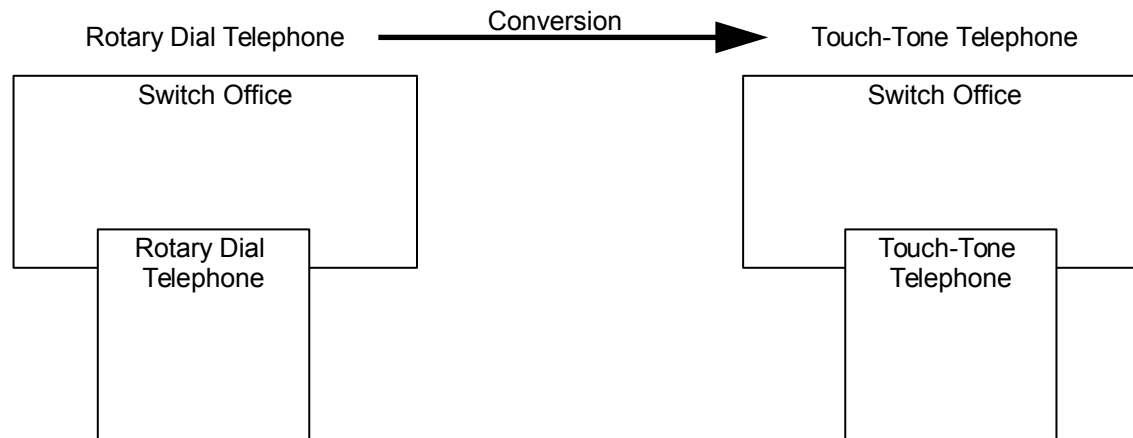 Conversion
Rotary Dial Telephone
Touch-Tone Telephone
Switch Office
Switch Office
Rotary Dial
Telephone
Touch-Tone
Telephone